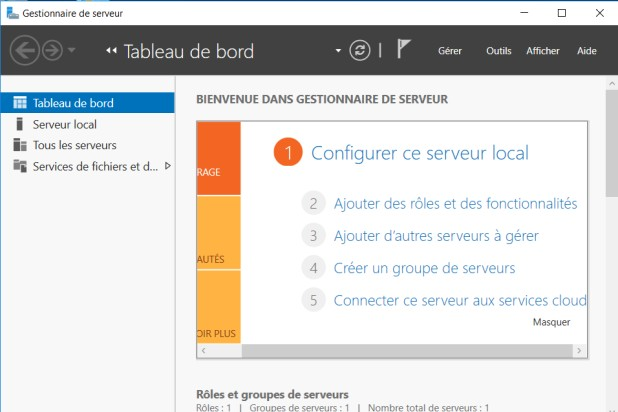 Gestionnaire de serveur
Tableau de bord
Gérer Outils Afficher Aide
Tableau de bord
Serveur local
Tous les serveurs
Services de fichiers et d...
BIENVENUE DANS GESTIONNAIRE DE SERVEUR
1 Configurer ce serveur local
RAGE
2 Ajouter des rôles et des fonctionnalités
3 Ajouter d’autres serveurs à gérer
AUTÉS
4 Créer un groupe de serveurs
5 Connecter ce serveur aux services cloud
Masquer
OIR PLUS
Rôles et groupes de serveurs
Rôles : 1 | Groupes de serveurs : 1 | Nombre total de serveurs : 1